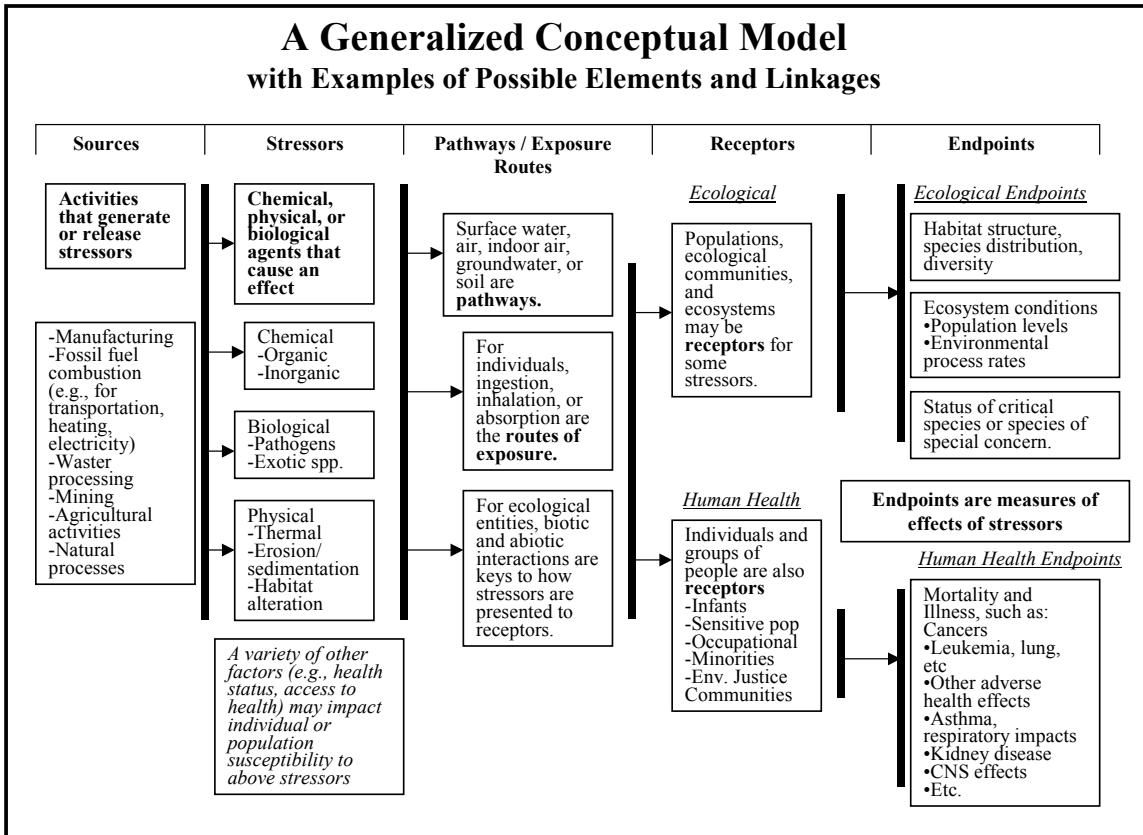 A Generalized Conceptual Model
with Examples of Possible Elements and Linkages
Sources
Stressors
Pathways / Exposure
Routes
Receptors
Endpoints
Activities
that generate
or release
stressors
-Manufacturing
-Fossil fuel
combustion
(e.g., for
transportation,
heating,
electricity)
-Waster
processing
-Mining
-Agricultural
activities
-Natural
processes
Chemical,
physical, or
biological
agents that
cause an
effect
Chemical
-Organic
-Inorganic
Biological
-Pathogens
-Exotic spp.
Physical
-Thermal
-Erosion/
sedimentation
-Habitat
alteration
A variety of other
factors (e.g., health
status, access to
health) may impact
individual or
population
susceptibility to
above stressors
Surface water,
air, indoor air,
groundwater, or
soil are
pathways.
For
individuals,
ingestion,
inhalation, or
absorption are
the routes of
exposure.
For ecological
entities, biotic
and abiotic
interactions are
keys to how
stressors are
presented to
receptors.
Ecological
Populations,
ecological
communities,
and
ecosystems
may be
receptors for
some
stressors.
Human Health
Individuals and
groups of
people are also
receptors
-Infants
-Sensitive pop
-Occupational
-Minorities
-Env. Justice
Communities
Ecological Endpoints
Habitat structure,
species distribution,
diversity
Ecosystem conditions
•Population levels
•Environmental
process rates
Status of critical
species or species of
special concern.
Endpoints are measures of
effects of stressors
Human Health Endpoints
Mortality and
Illness, such as:
Cancers
•Leukemia, lung,
etc
•Other adverse
health effects
•Asthma,
respiratory impacts
•Kidney disease
•CNS effects
•Etc.